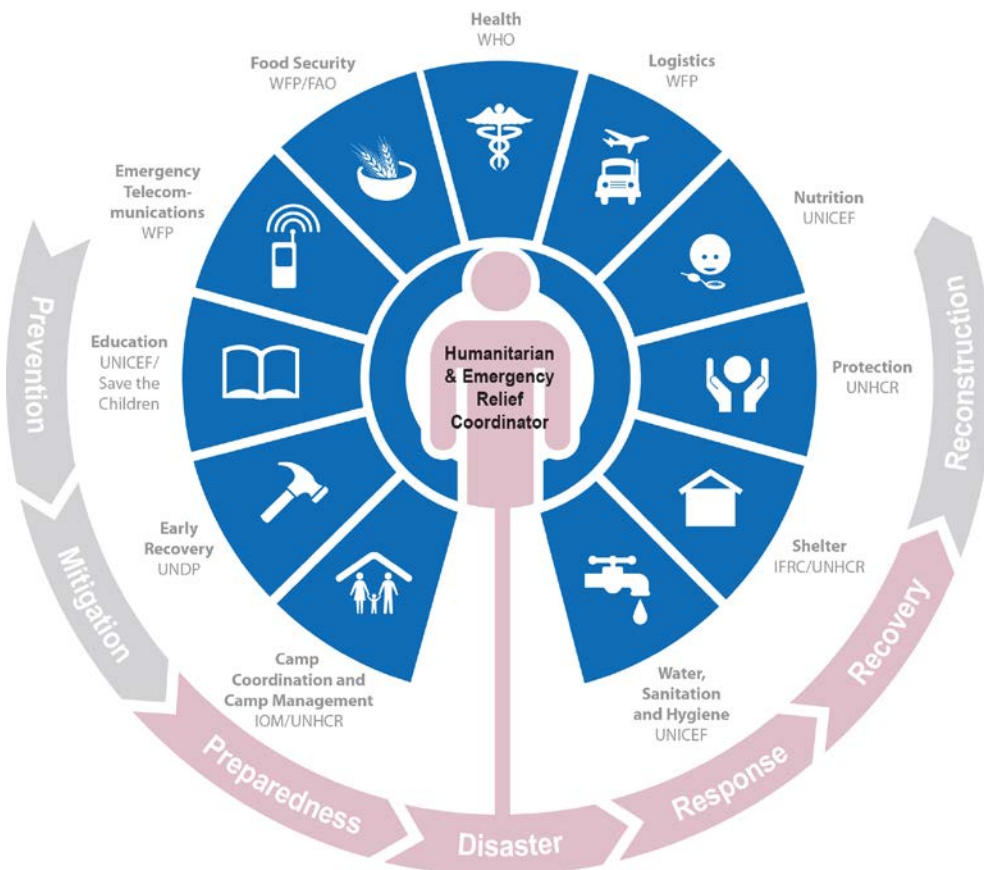 Health
WHO
Logistics
WFP
Nutrition
UNICEF
Protection
UNHCR
Shelter
IFRC/UNHCR
Water,
Sanitation
and Hygiene
UNICEF
Camp
Coordination and
Camp Management
IOM/UNHCR
Early
Recovery
UNDP
Education
UNICEF/
Save the
Children
Emergency
Telecom-
munications
WFP
Food Security
WFP/FAO
Humanitarian
& Emergency
Relief
Coordinator
Prevention
Mitigation
Preparedness
Disaster
Response
Recovery
Reconstruction